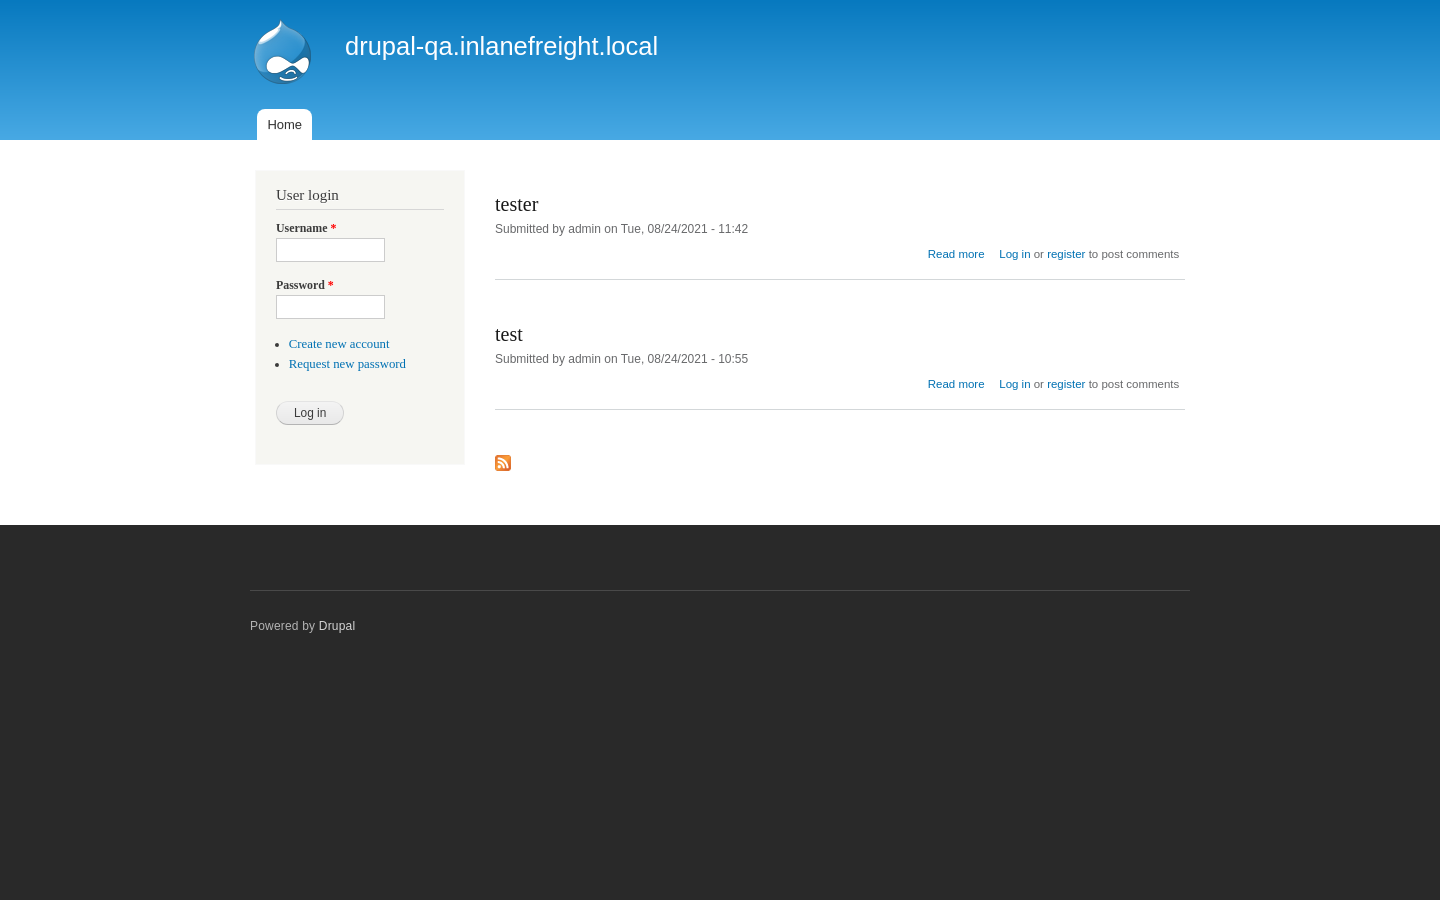 drupal-qa.inlanefreight.local
Home
User login
Username *
Password *
Create new account
Request new password
Log in
tester
Submitted by admin on Tue, 08/24/2021 - 11:42
Read more Log in or register to post comments
test
Submitted by admin on Tue, 08/24/2021 - 10:55
Read more Log in or register to post comments
Powered by Drupal